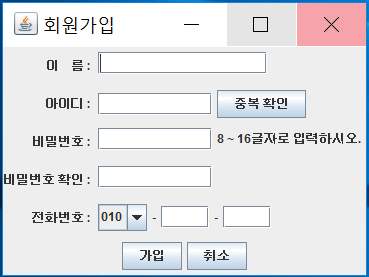 회원가입
이 름 :
아이디 : 중복 확인
비밀번호 : 8 ~ 16글자로 입력하시오.
비밀번호 확인 :
전화번호 : 010 - -
가입 취소